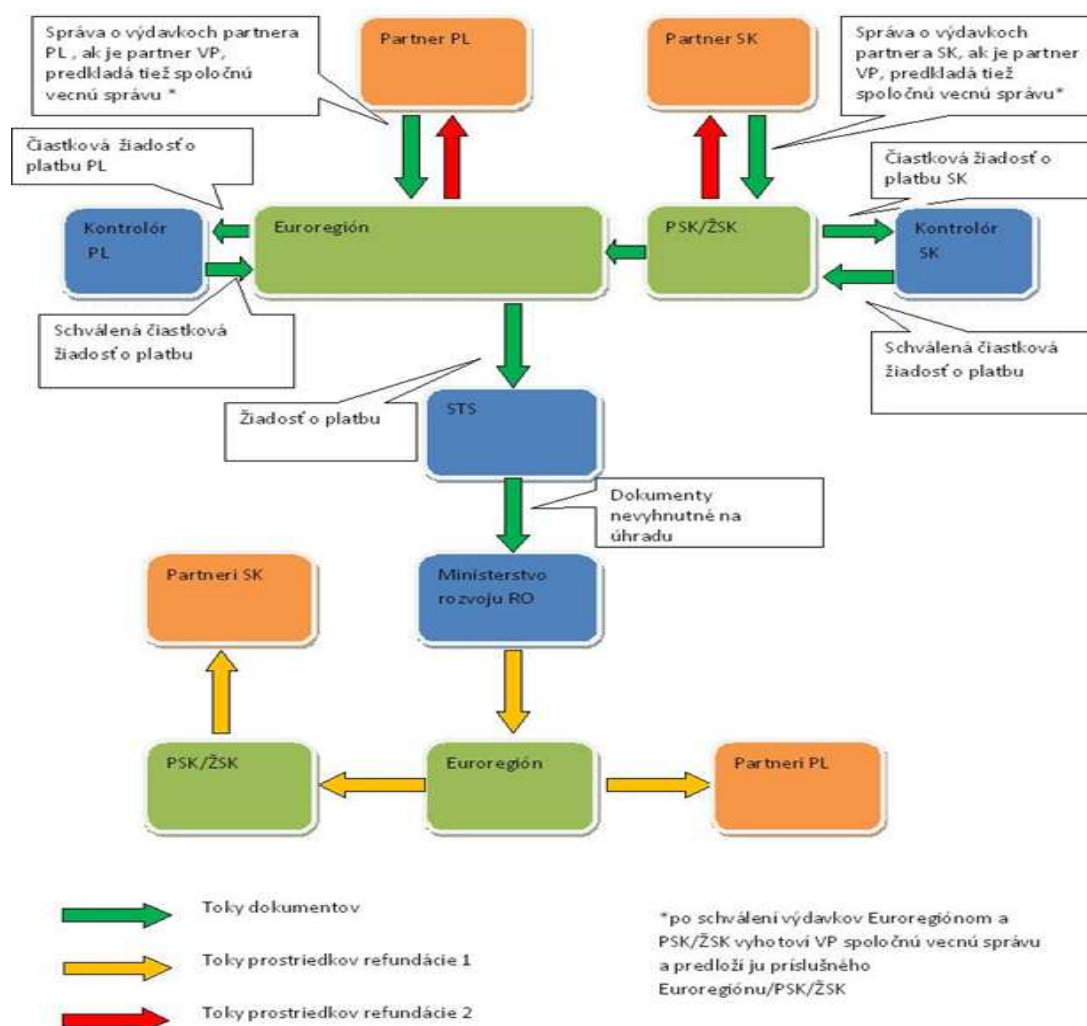 Správa o výdavkoch partnera
PL , ak je partner VP,
predkladá tiež spoločnú
vecnú správu *
Partner PL
Partner SK
Správa o výdavkoch
partnera SK, ak je partner
VP, predkladá tiež
spoločnú vecnú správu*
Čiastková žiadosť o
platbu PL
Čiastková žiadosť o
platbu SK
Kontrolór
PL
Euroregión
PSK/ŽSK
Kontrolór
SK
Schválená čiastková
žiadosť o platbu
Schválená čiastková
žiadosť o platbu
Žiadosť o platbu
STS
Dokumenty
nevyhnutné na
úhradu
Partneri SK
Ministerstvo
rozvoju RO
PSK/ŽSK
Euroregión
Partneri PL
Toky dokumentov
Toky prostriedkov refundácie 1
Toky prostriedkov refundácie 2
*po schválení výdavkov Euroregiónom a
PSK/ŽSK vyhotoví VP spoločnú vecnú správu
a predloží ju príslušného
Euroregiónu/PSK/ŽSK